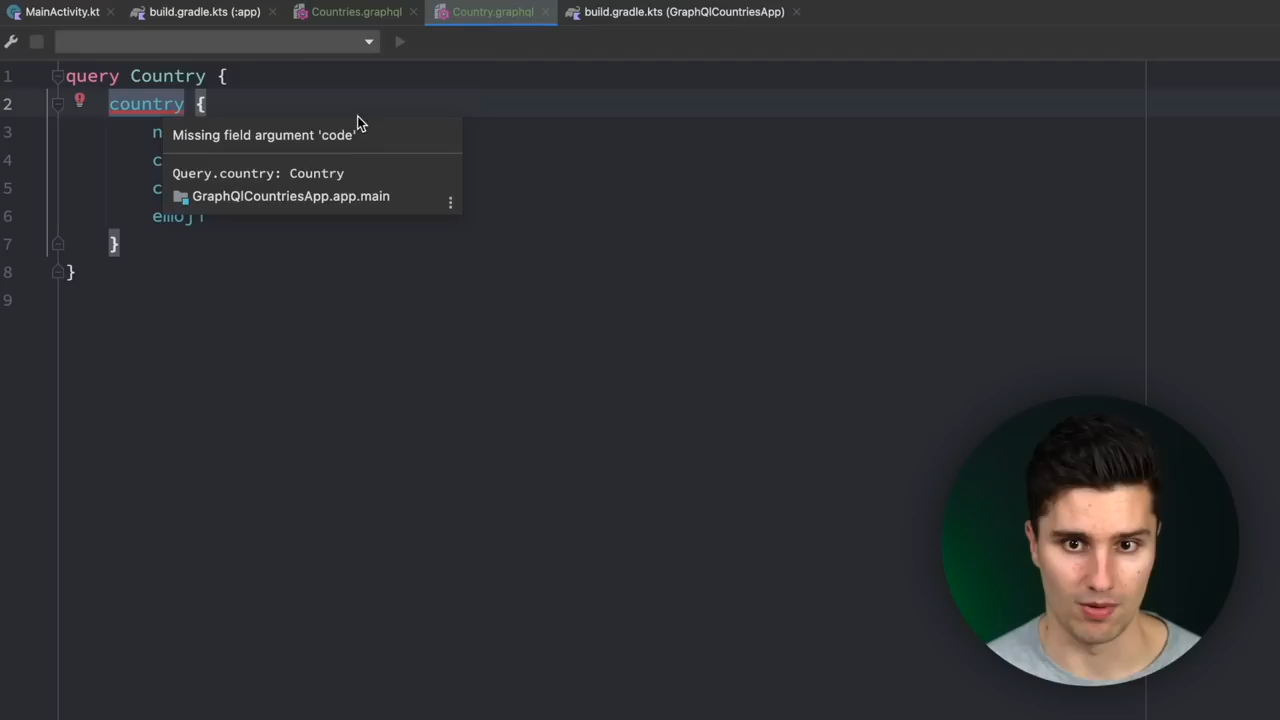 MainActivity.kt
build.gradle.kts (:app)
Countries.graphql
Country.graphql
build.gradle.kts (GraphQlCountriesApp)
1 query Country {
2 country {
Missing field argument 'code'
3 n
4 c
Query.country: Country
5 c
GraphQlCountriesApp.app.main
6 emoji
7 }
8 }
9